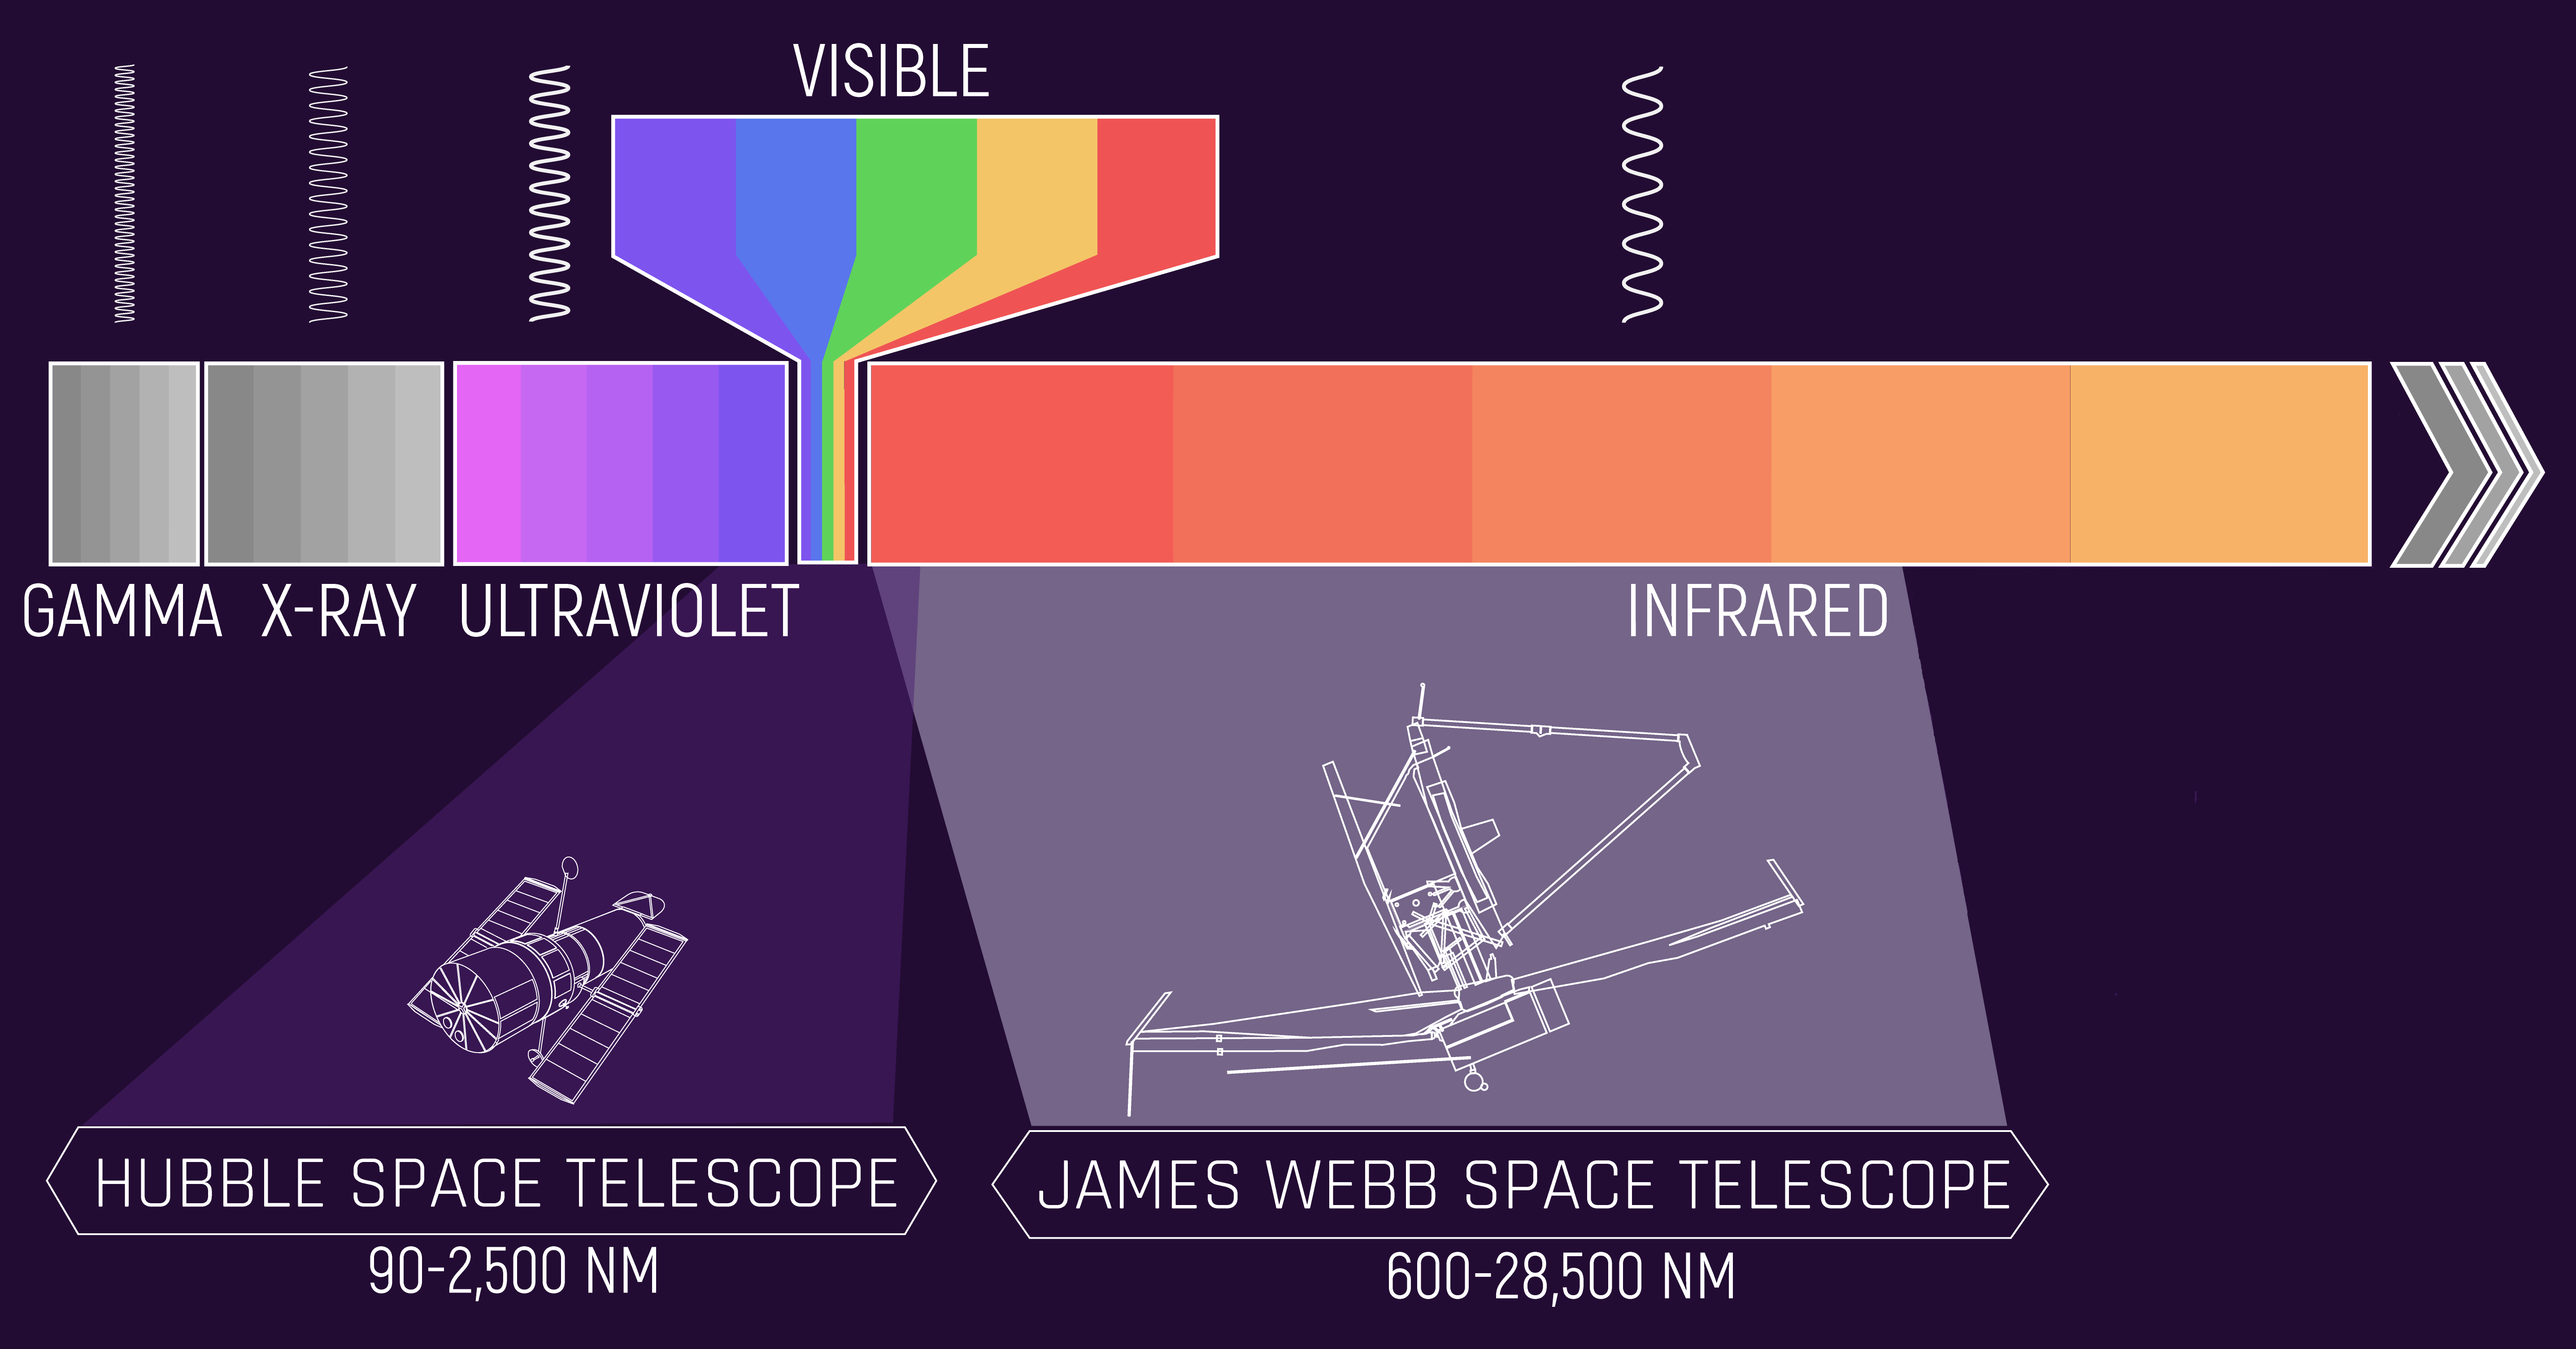 VISIBLE
GAMMA X-RAY ULTRAVIOLET INFRARED
HUBBLE SPACE TELESCOPE
90-2,500 NM
JAMES WEBB SPACE TELESCOPE
600-28,500 NM